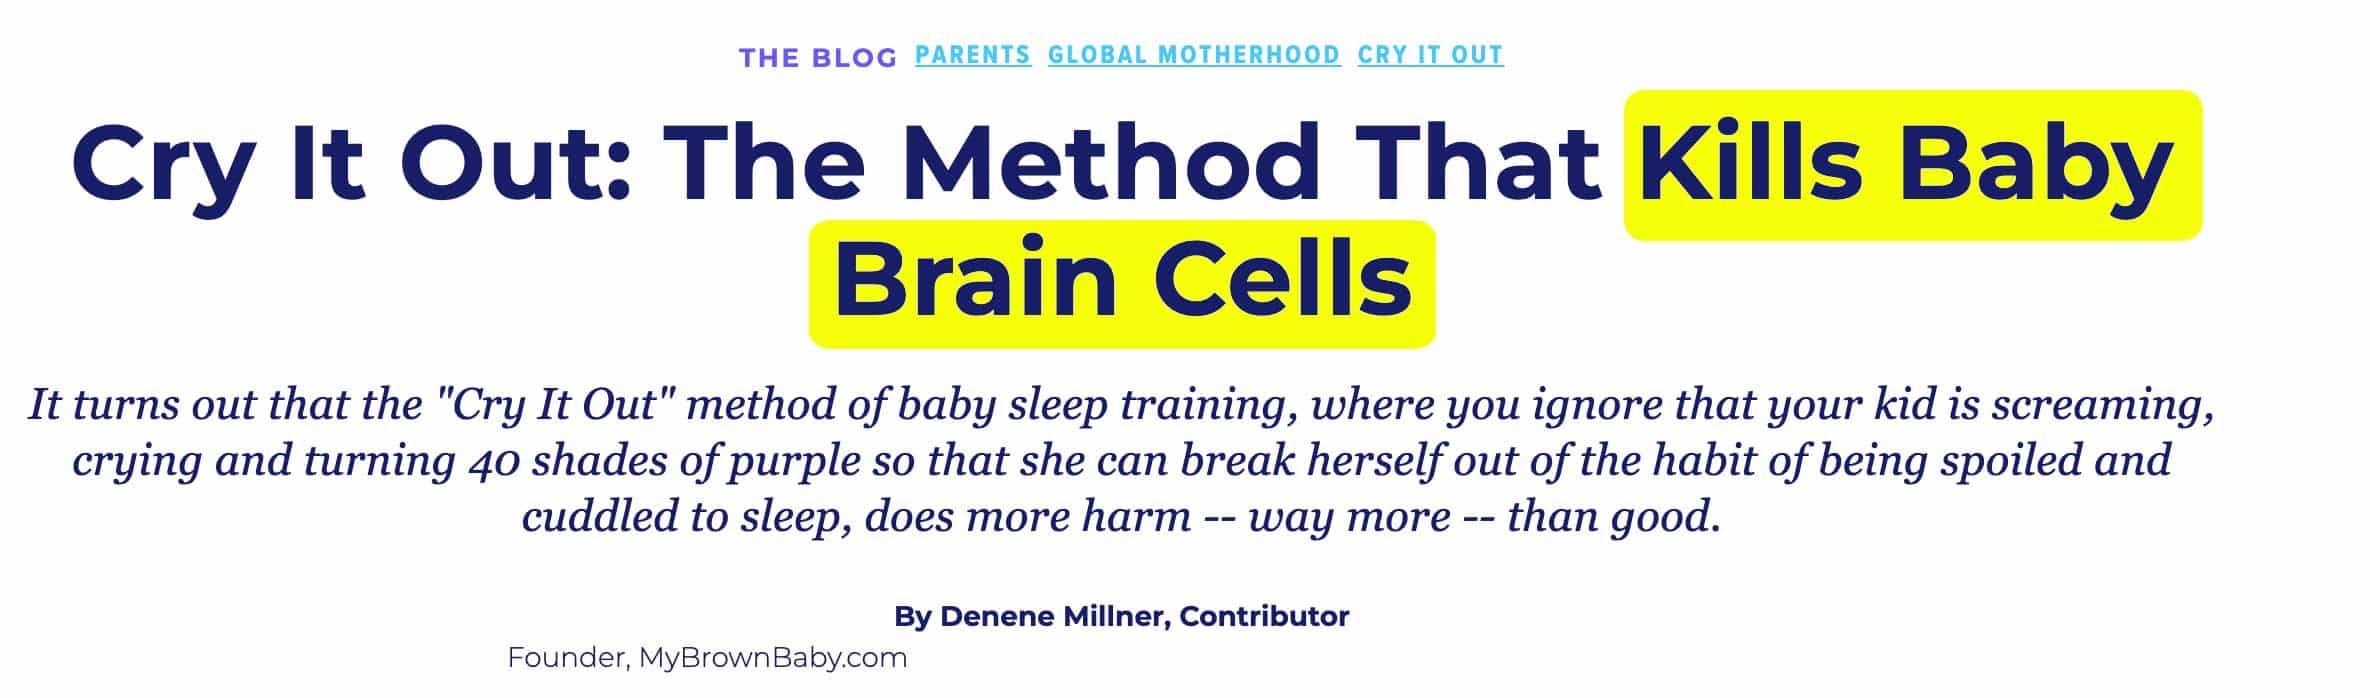 THE BLOG PARENTS GLOBAL MOTHERHOOD CRY IT OUT
Cry It Out: The Method That Kills Baby
Brain Cells
It turns out that the "Cry It Out" method of baby sleep training, where you ignore that your kid is screaming,
crying and turning 40 shades of purple so that she can break herself out of the habit of being spoiled and
cuddled to sleep, does more harm -- way more -- than good.
By Denene Millner, Contributor
Founder, MyBrownBaby.com